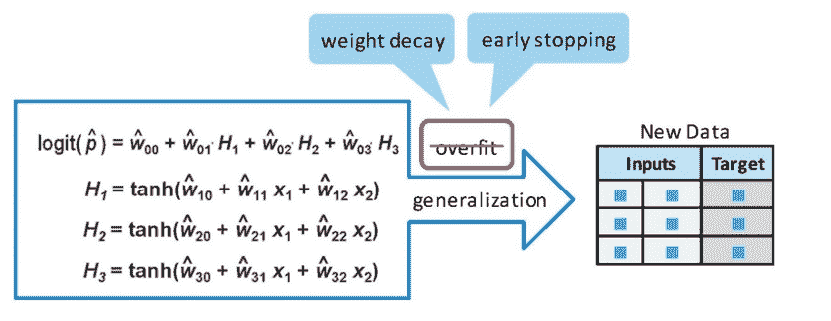 weight decay
early stopping
logit(p̂) = ŵ₀₀ + ŵ₀₁· H₁ + ŵ₀₂· H₂ + ŵ₀₃· H₃
H₁ = tanh(ŵ₁₀ + ŵ₁₁ x₁ + ŵ₁₂ x₂)
H₂ = tanh(ŵ₂₀ + ŵ₂₁ x₁ + ŵ₂₂ x₂)
H₃ = tanh(ŵ₃₀ + ŵ₃₁ x₁ + ŵ₃₂ x₂)
overfit
generalization
New Data
Inputs Target